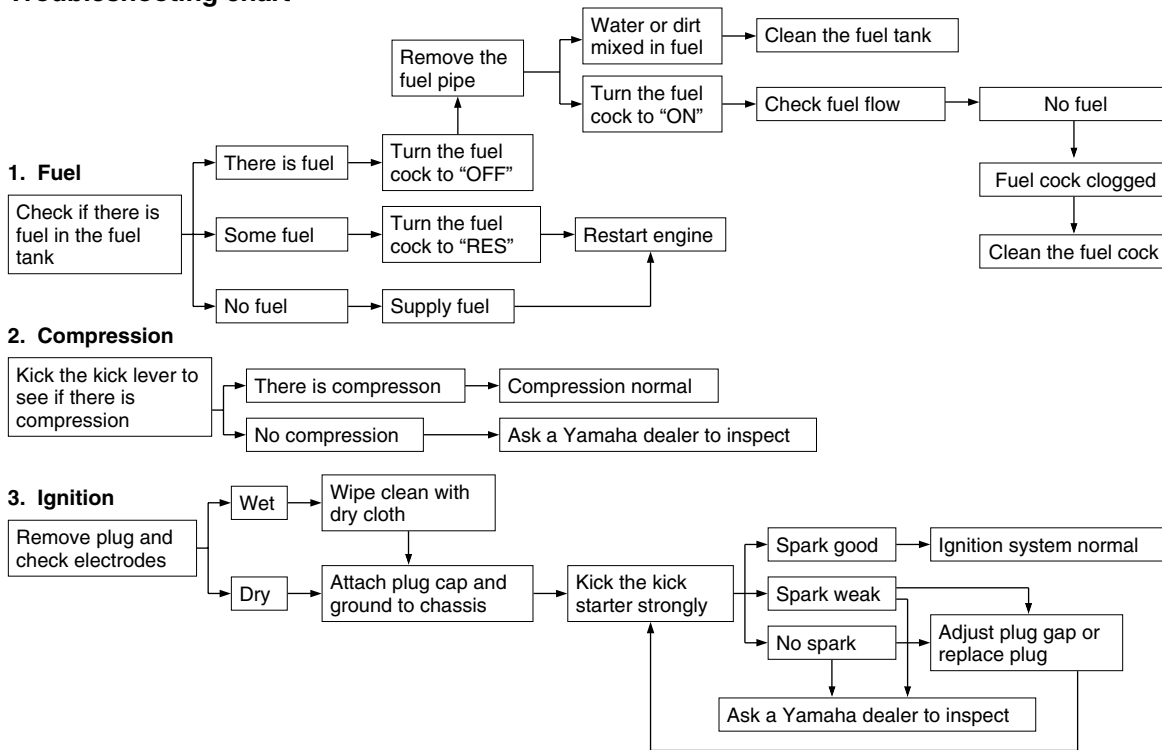 Troubleshooting chart
1. Fuel
Check if there is
fuel in the fuel
tank
There is fuel
Turn the fuel
cock to “OFF”
Remove the
fuel pipe
Water or dirt
mixed in fuel
Clean the fuel tank
Turn the fuel
cock to “ON”
Check fuel flow
No fuel
Fuel cock clogged
Clean the fuel cock
Some fuel
Turn the fuel
cock to “RES”
Restart engine
No fuel
Supply fuel
2. Compression
Kick the kick lever to
see if there is
compression
There is compresson
Compression normal
No compression
Ask a Yamaha dealer to inspect
3. Ignition
Remove plug and
check electrodes
Wet
Wipe clean with
dry cloth
Dry
Attach plug cap and
ground to chassis
Kick the kick
starter strongly
Spark good
Ignition system normal
Spark weak
No spark
Adjust plug gap or
replace plug
Ask a Yamaha dealer to inspect